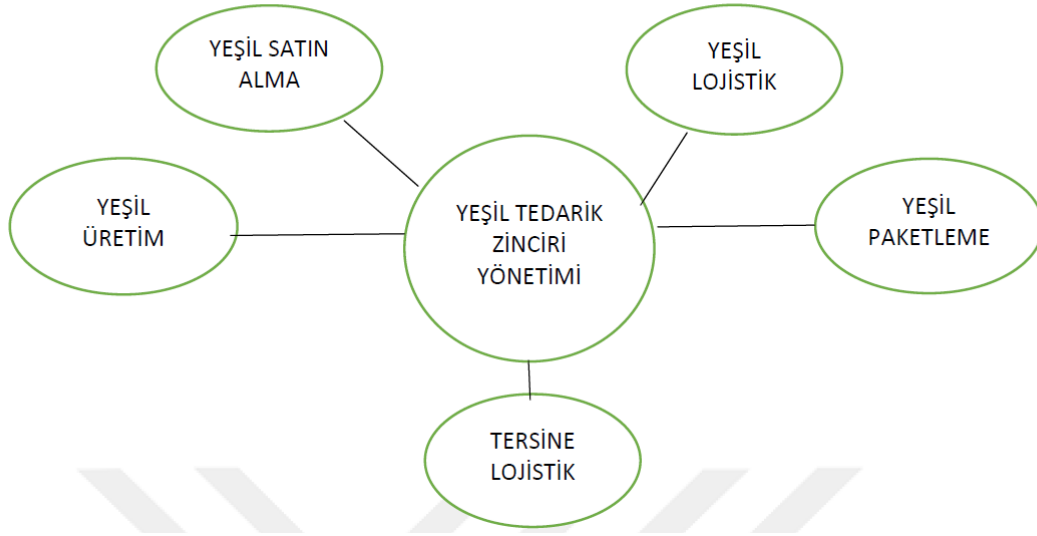 YEŞİL SATIN
ALMA
YEŞİL
LOJİSTİK
YEŞİL
ÜRETİM
YEŞİL TEDARİK
ZİNCİRİ
YÖNETİMİ
YEŞİL
PAKETLEME
TERSİNE
LOJİSTİK